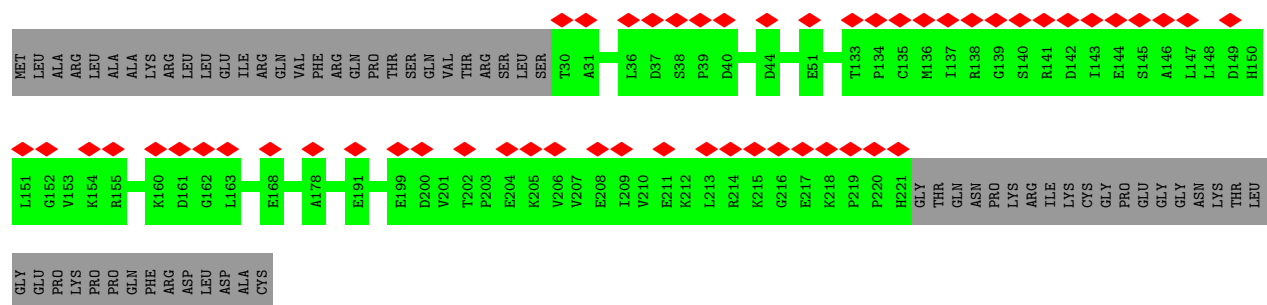 MET LEU ALA ARG LEU ALA ALA LYS ARG LEU LEU GLU ILE ARG GLN VAL PHE ARG GLN PRO THR SER GLN VAL THR ARG SER LEU SER T30 A31 L36 D37 S38 P39 D40 D44 E51 T133 P134 C135 M136 I137 R138 G139 S140 R141 D142 I143 E144 S145 A146 L147 L148 D149 H150
L151 G152 V153 K154 R155 K160 D161 G162 L163 E168 A178 E191 E199 D200 V201 T202 P203 E204 K205 V206 V207 E208 I209 V210 E211 K212 L213 R214 K215 G216 E217 K218 P219 P220 H221 GLY THR GLN ASN PRO LYS ARG ILE LYS CYS GLY PRO GLU GLY GLY ASN LYS THR LEU
GLY GLU PRO LYS PRO PRO GLN PHE ARG ASP LEU ASP ALA CYS